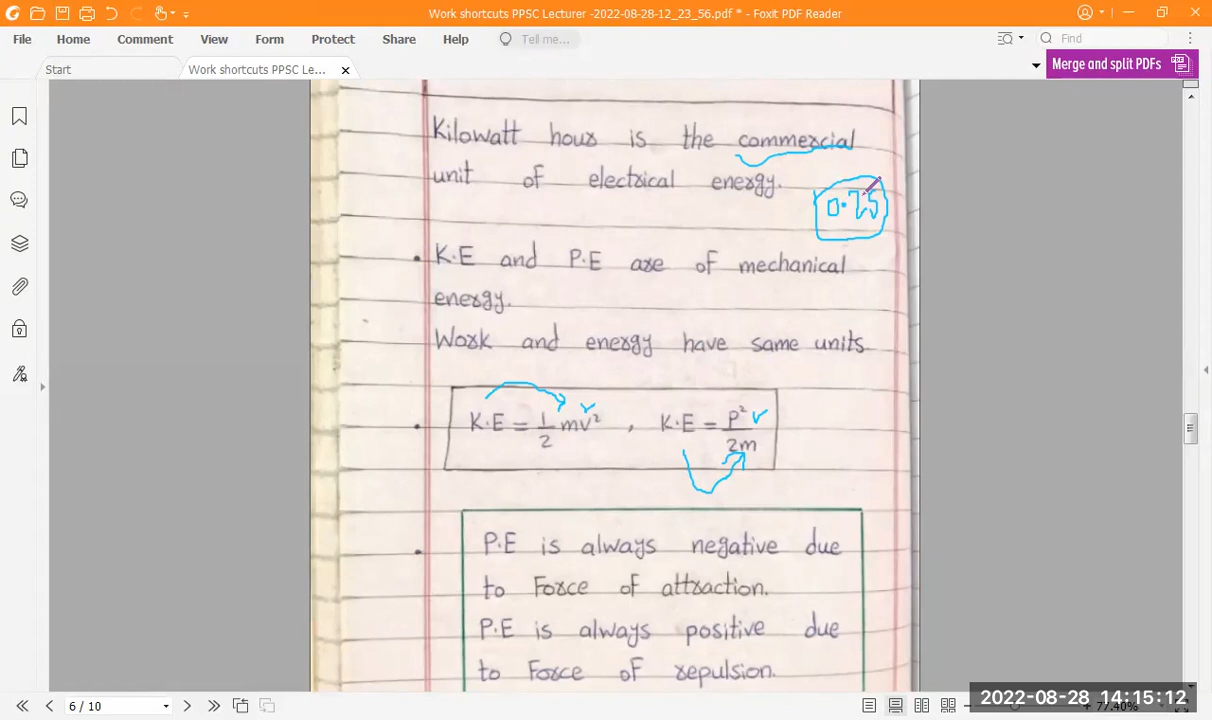 Work shortcuts PPSC Lecturer -2022-08-28-12_23_56.pdf * - Foxit PDF Reader
File Home Comment View Form Protect Share Help Tell me... Find
Start Work shortcuts PPSC Le... Merge and split PDFs
Kilowatt hour is the commercial
unit of electrical energy.
0.75
• K.E and P.E are of mechanical
energy.
Work and energy have same units
• K.E = 1/2 mv² , K.E = P²/2m
• P.E is always negative due
to Force of attraction.
P.E is always positive due
to Force of repulsion.
6 / 10 77.40%
2022-08-28 14:15:12